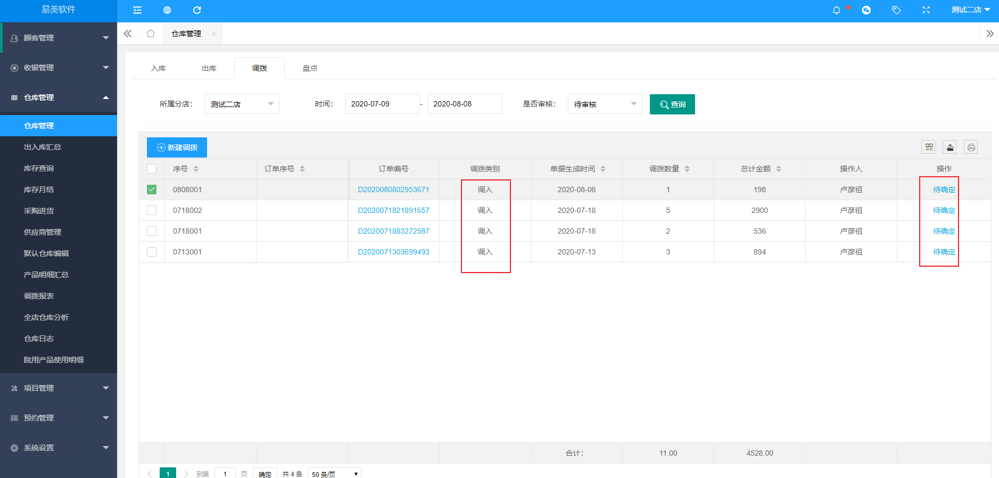 易美软件
测试二店
顾客管理
收银管理
仓库管理
仓库管理
出入库汇总
库存查询
库存月结
采购进货
供应商管理
默认仓库编辑
产品明细汇总
调拨报表
全店仓库分析
仓库日志
院用产品使用明细
项目管理
预约管理
系统设置
仓库管理
入库 出库 调拨 盘点
所属分店: 测试二店 时间: 2020-07-09 - 2020-08-08 是否审核: 待审核 查询
新建调拨
序号 订单序号 订单编号 调拨类别 单据生成时间 调拨数量 总计金额 操作人 操作
0808001 D2020080802953671 调入 2020-08-08 1 198 卢彦祖 待确定
0718002 D2020071821891657 调入 2020-07-18 5 2900 卢彦祖 待确定
0718001 D2020071883272587 调入 2020-07-18 2 536 卢彦祖 待确定
0713001 D2020071303699493 调入 2020-07-13 3 894 卢彦祖 待确定
合计: 11.00 4528.00
1 到第 1 页 确定 共 4 条 50 条/页